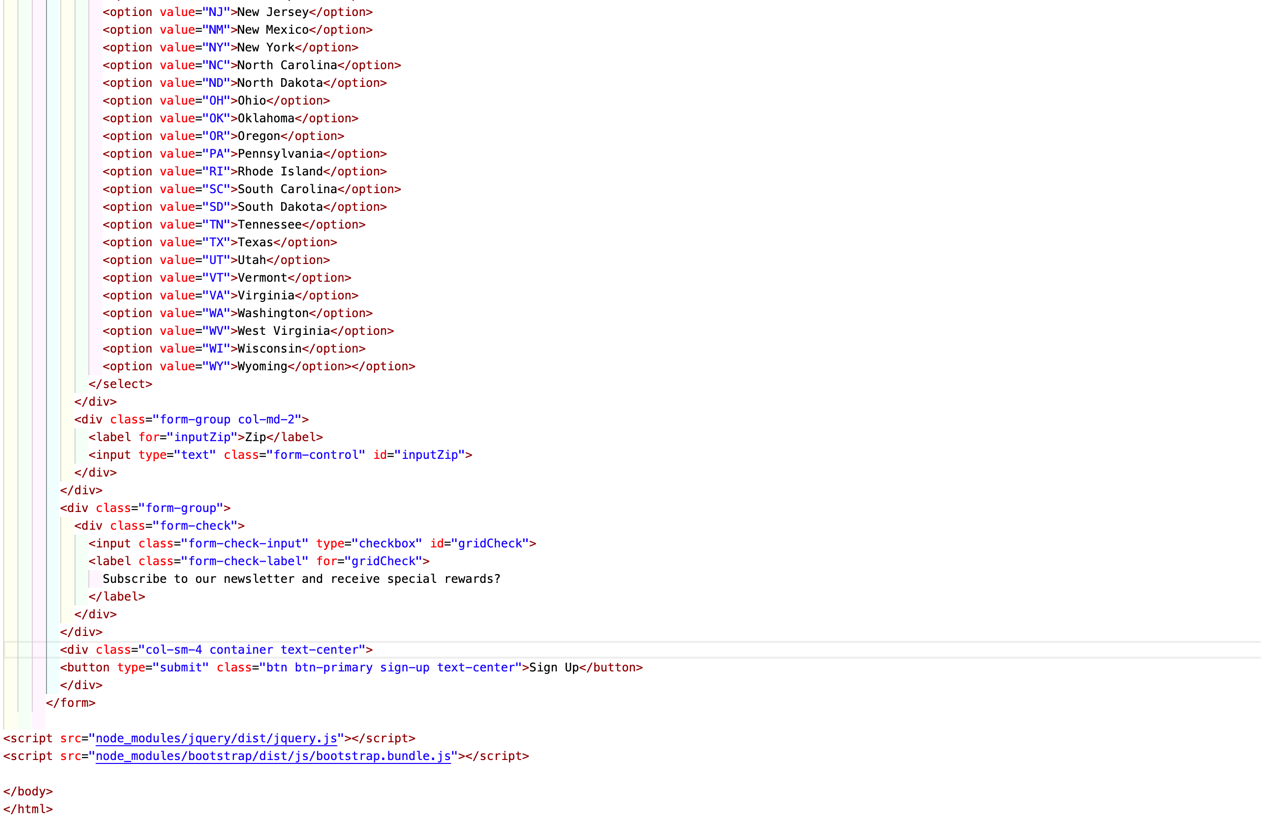 <option value="NJ">New Jersey</option>
<option value="NM">New Mexico</option>
<option value="NY">New York</option>
<option value="NC">North Carolina</option>
<option value="ND">North Dakota</option>
<option value="OH">Ohio</option>
<option value="OK">Oklahoma</option>
<option value="OR">Oregon</option>
<option value="PA">Pennsylvania</option>
<option value="RI">Rhode Island</option>
<option value="SC">South Carolina</option>
<option value="SD">South Dakota</option>
<option value="TN">Tennessee</option>
<option value="TX">Texas</option>
<option value="UT">Utah</option>
<option value="VT">Vermont</option>
<option value="VA">Virginia</option>
<option value="WA">Washington</option>
<option value="WV">West Virginia</option>
<option value="WI">Wisconsin</option>
<option value="WY">Wyoming</option></option>
</select>
</div>
<div class="form-group col-md-2">
<label for="inputZip">Zip</label>
<input type="text" class="form-control" id="inputZip">
</div>
</div>
<div class="form-group">
<div class="form-check">
<input class="form-check-input" type="checkbox" id="gridCheck">
<label class="form-check-label" for="gridCheck">
Subscribe to our newsletter and receive special rewards?
</label>
</div>
</div>
<div class="col-sm-4 container text-center">
<button type="submit" class="btn btn-primary sign-up text-center">Sign Up</button>
</div>
</form>
<script src="node_modules/jquery/dist/jquery.js"></script>
<script src="node_modules/bootstrap/dist/js/bootstrap.bundle.js"></script>
</body>
</html>